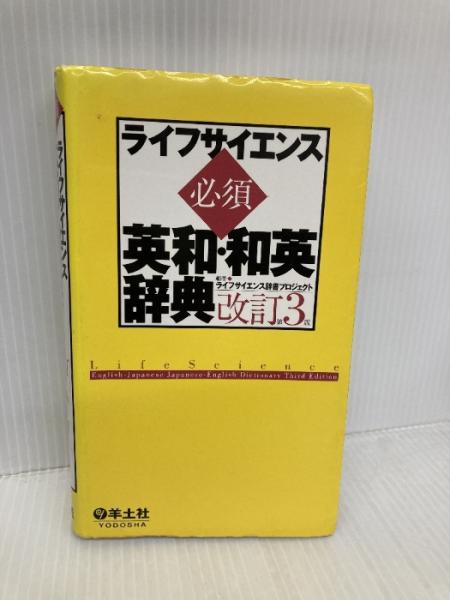 ライフサイエンス
必須
英和・和英
辞典
編著●
ライフサイエンス辞書プロジェクト
改訂第3版
Life Science
English-Japanese Japanese-English Dictionary Third Edition
羊土社
YODOSHA
ライフサイエンス